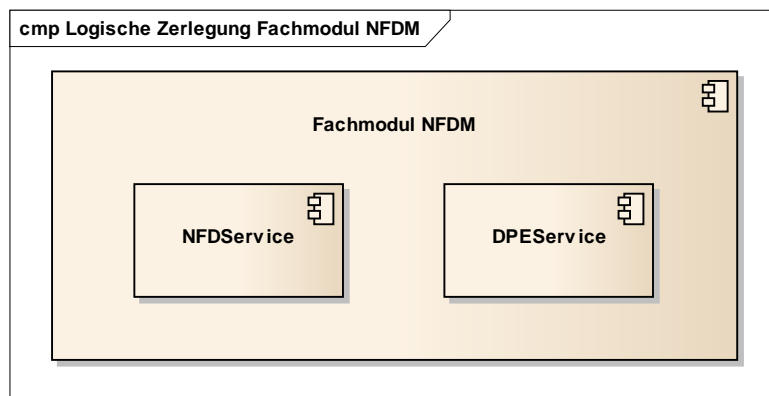 cmp Logische Zerlegung Fachmodul NFDM
Fachmodul NFDM
NFDService
DPEService